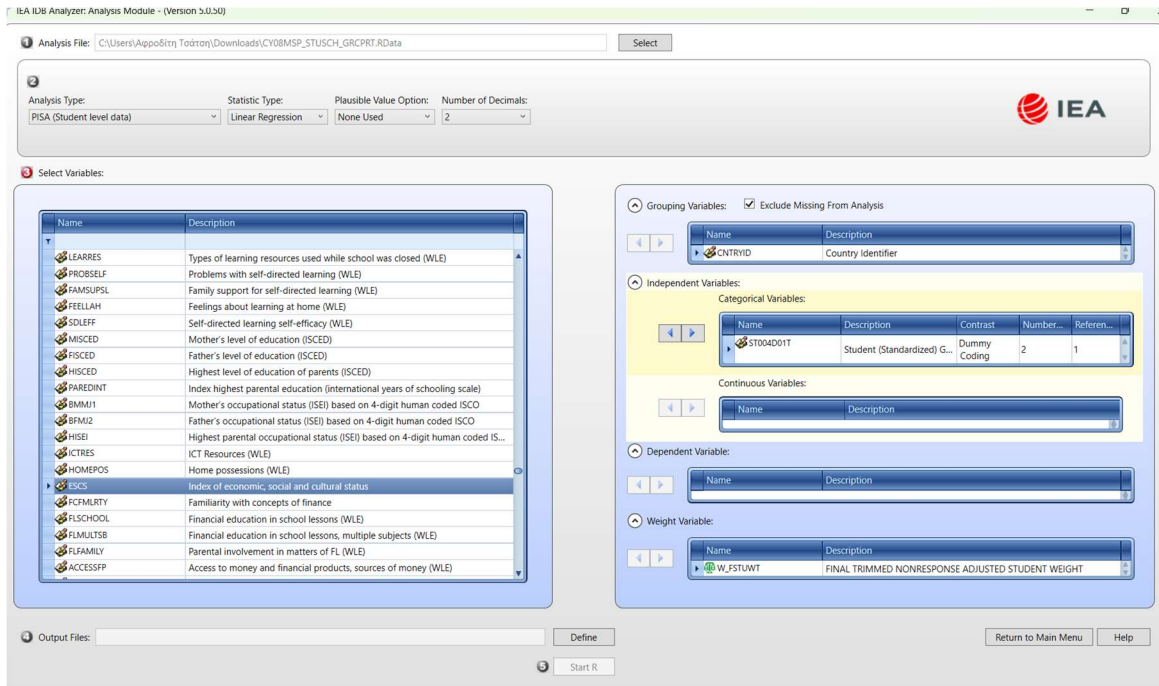 IEA IDB Analyzer: Analysis Module - (Version 5.0.50)
1 Analysis File: C:\Users\Αφροδίτη Τσάτση\Downloads\CY08MSP_STUSCH_GRCPRT.RData Select
2
Analysis Type: Statistic Type: Plausible Value Option: Number of Decimals:
PISA (Student level data) Linear Regression None Used 2
IEA
3 Select Variables:
Name Description
LEARRES Types of learning resources used while school was closed (WLE)
PROBSELF Problems with self-directed learning (WLE)
FAMSUPSL Family support for self-directed learning (WLE)
FEELLAH Feelings about learning at home (WLE)
SDLEFF Self-directed learning self-efficacy (WLE)
MISCED Mother's level of education (ISCED)
FISCED Father's level of education (ISCED)
HISCED Highest level of education of parents (ISCED)
PAREDINT Index highest parental education (international years of schooling scale)
BMMJ1 Mother's occupational status (ISEI) based on 4-digit human coded ISCO
BFMJ2 Father's occupational status (ISEI) based on 4-digit human coded ISCO
HISEI Highest parental occupational status (ISEI) based on 4-digit human coded IS...
ICTRES ICT Resources (WLE)
HOMEPOS Home possessions (WLE)
ESCS Index of economic, social and cultural status
FCFMLRTY Familiarity with concepts of finance
FLSCHOOL Financial education in school lessons (WLE)
FLMULTSB Financial education in school lessons, multiple subjects (WLE)
FLFAMILY Parental involvement in matters of FL (WLE)
ACCESSFP Access to money and financial products, sources of money (WLE)
Grouping Variables: Exclude Missing From Analysis
Name Description
CNTRYID Country Identifier
Independent Variables:
Categorical Variables:
Name Description Contrast Number... Referen...
ST004D01T Student (Standardized) G... Dummy Coding 2 1
Continuous Variables:
Name Description
Dependent Variable:
Name Description
Weight Variable:
Name Description
W_FSTUWT FINAL TRIMMED NONRESPONSE ADJUSTED STUDENT WEIGHT
4 Output Files: Define Return to Main Menu Help
5 Start R